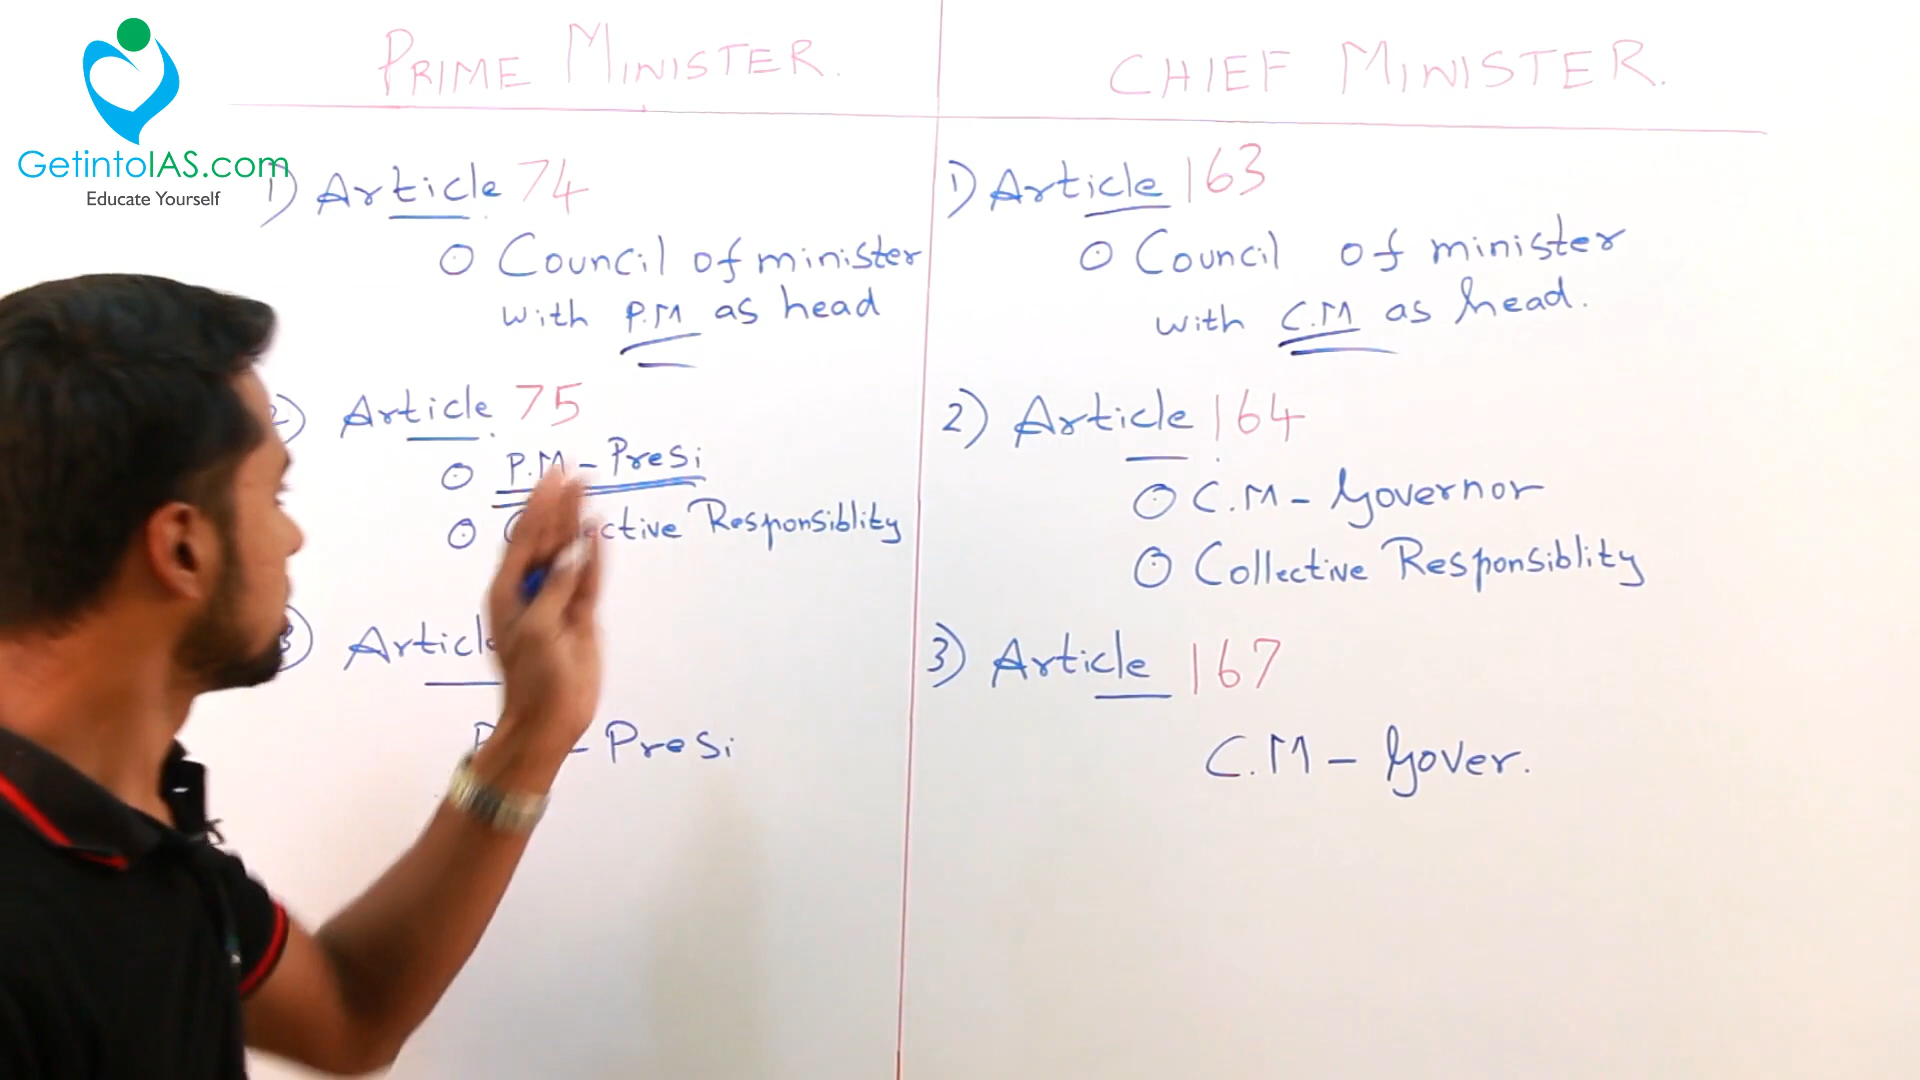 GetintoIAS.com
Educate Yourself
PRIME MINISTER.
1) Article 74
Council of minister
with P.M as head
2) Article 75
P.M - Presi
Responsiblity
Article
- Presi
CHIEF MINISTER.
1) Article 163
Council of minister
with C.M as head.
2) Article 164
C.M - Governor
Collective Responsiblity
3) Article 167
C.M - Gover.